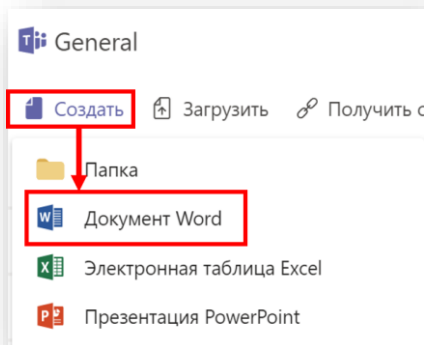 General
Создать Загрузить Получить с
Папка
Документ Word
Электронная таблица Excel
Презентация PowerPoint